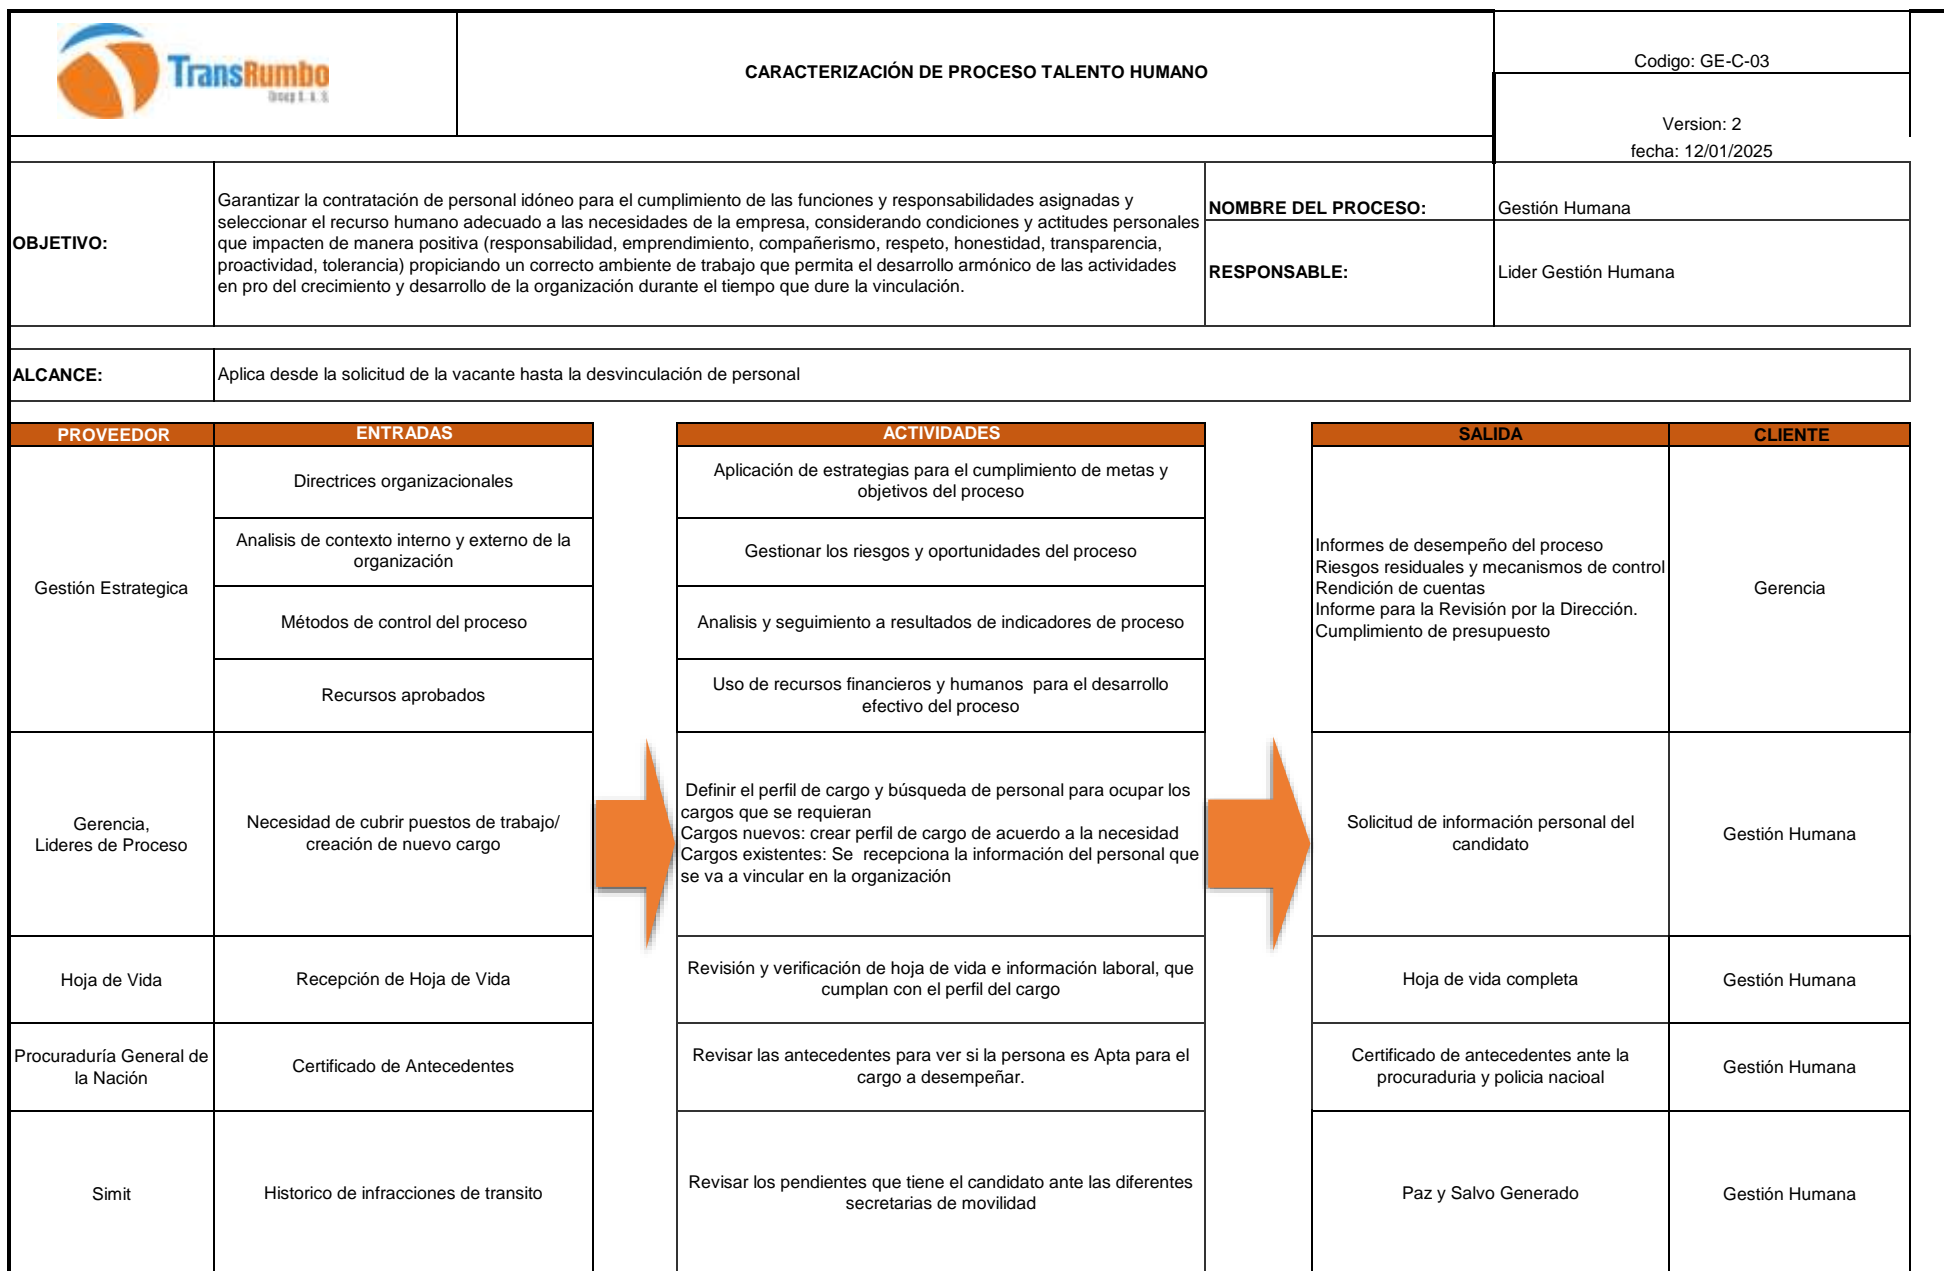 TransRumbo
Group S. A. S.
CARACTERIZACIÓN DE PROCESO TALENTO HUMANO
Codigo: GE-C-03
Version: 2
fecha: 12/01/2025
OBJETIVO:
Garantizar la contratación de personal idóneo para el cumplimiento de las funciones y responsabilidades asignadas y
seleccionar el recurso humano adecuado a las necesidades de la empresa, considerando condiciones y actitudes personales
que impacten de manera positiva (responsabilidad, emprendimiento, compañerismo, respeto, honestidad, transparencia,
proactividad, tolerancia) propiciando un correcto ambiente de trabajo que permita el desarrollo armónico de las actividades
en pro del crecimiento y desarrollo de la organización durante el tiempo que dure la vinculación.
NOMBRE DEL PROCESO:
Gestión Humana
RESPONSABLE:
Lider Gestión Humana
ALCANCE:
Aplica desde la solicitud de la vacante hasta la desvinculación de personal
PROVEEDOR
ENTRADAS
ACTIVIDADES
SALIDA
CLIENTE
Gestión Estrategica
Directrices organizacionales
Aplicación de estrategias para el cumplimiento de metas y
objetivos del proceso
Analisis de contexto interno y externo de la
organización
Gestionar los riesgos y oportunidades del proceso
Métodos de control del proceso
Analisis y seguimiento a resultados de indicadores de proceso
Recursos aprobados
Uso de recursos financieros y humanos  para el desarrollo
efectivo del proceso
Informes de desempeño del proceso
Riesgos residuales y mecanismos de control
Rendición de cuentas
Informe para la Revisión por la Dirección.
Cumplimiento de presupuesto
Gerencia
Gerencia,
Lideres de Proceso
Necesidad de cubrir puestos de trabajo/
creación de nuevo cargo
Definir el perfil de cargo y búsqueda de personal para ocupar los
cargos que se requieran
Cargos nuevos: crear perfil de cargo de acuerdo a la necesidad
Cargos existentes: Se  recepciona la información del personal que
se va a vincular en la organización
Solicitud de información personal del
candidato
Gestión Humana
Hoja de Vida
Recepción de Hoja de Vida
Revisión y verificación de hoja de vida e información laboral, que
cumplan con el perfil del cargo
Hoja de vida completa
Gestión Humana
Procuraduría General de
la Nación
Certificado de Antecedentes
Revisar las antecedentes para ver si la persona es Apta para el
cargo a desempeñar.
Certificado de antecedentes ante la
procuraduria y policia nacioal
Gestión Humana
Simit
Historico de infracciones de transito
Revisar los pendientes que tiene el candidato ante las diferentes
secretarias de movilidad
Paz y Salvo Generado
Gestión Humana